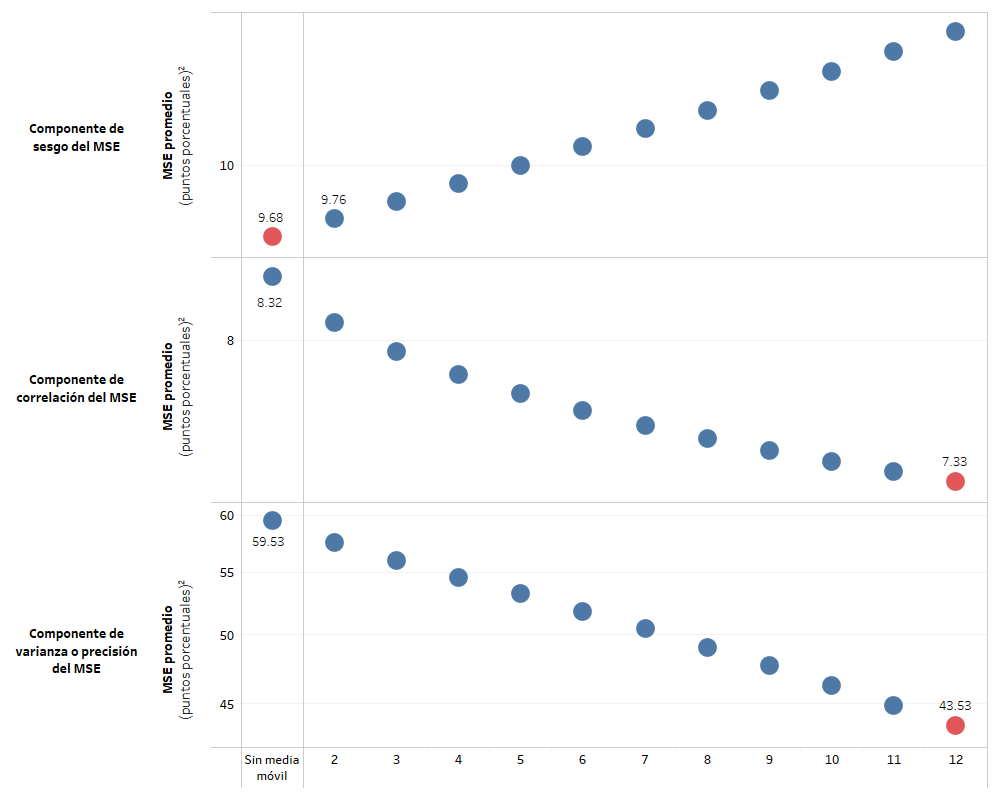 Componente de
sesgo del MSE
MSE promedio
(puntos porcentuales)²
10
9.68
9.76
Componente de
correlación del MSE
MSE promedio
(puntos porcentuales)²
8
8.32
7.33
Componente de
varianza o precisión
del MSE
MSE promedio
(puntos porcentuales)²
60
55
50
45
59.53
43.53
Sin media
móvil
2
3
4
5
6
7
8
9
10
11
12